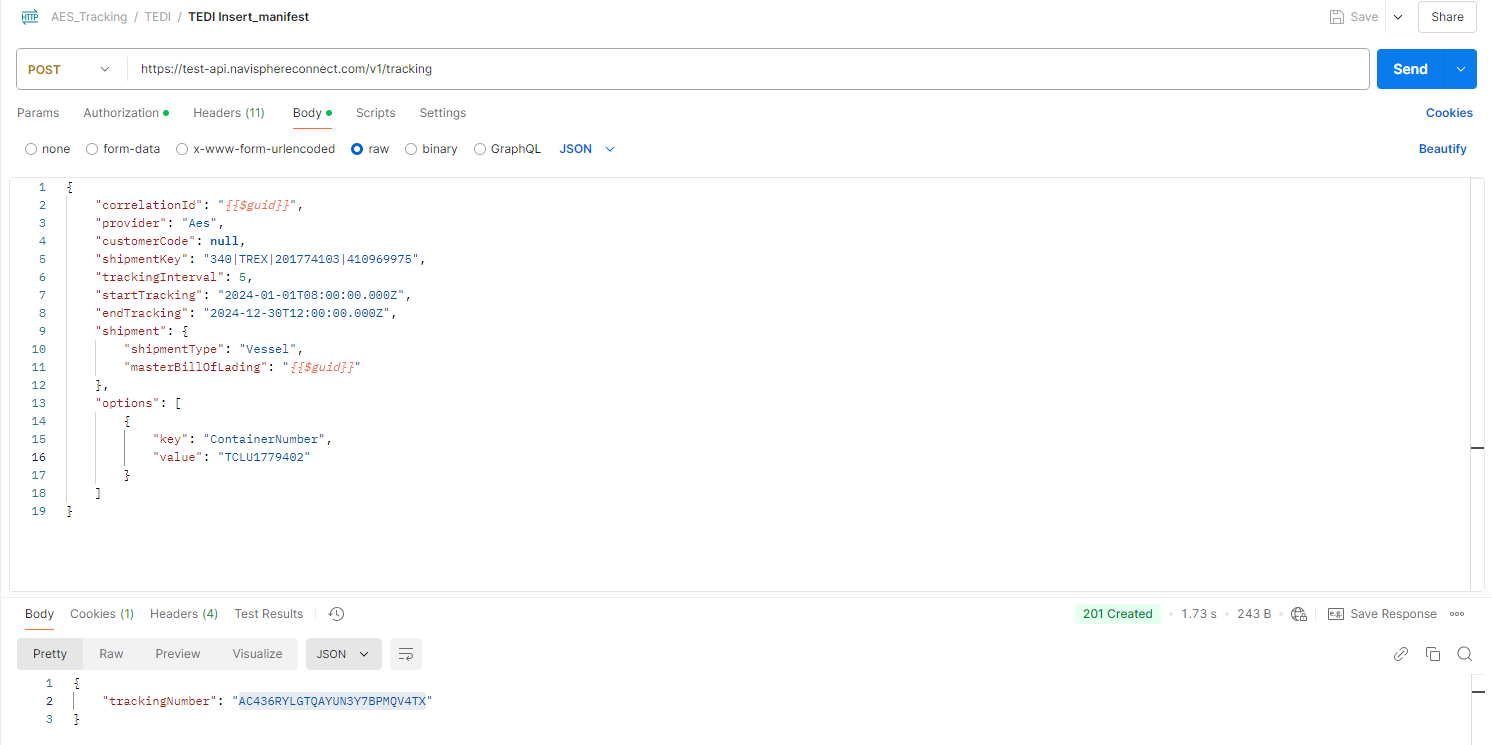 HTTP AES_Tracking / TEDI / TEDI Insert_manifest Save Share
POST https://test-api.navisphereconnect.com/v1/tracking Send
Params Authorization Headers (11) Body Scripts Settings Cookies
none form-data x-www-form-urlencoded raw binary GraphQL JSON Beautify
1 {
2 "correlationId": "{{$guid}}",
3 "provider": "Aes",
4 "customerCode": null,
5 "shipmentKey": "340|TREX|201774103|410969975",
6 "trackingInterval": 5,
7 "startTracking": "2024-01-01T08:00:00.000Z",
8 "endTracking": "2024-12-30T12:00:00.000Z",
9 "shipment": {
10 "shipmentType": "Vessel",
11 "masterBillOfLading": "{{$guid}}"
12 },
13 "options": [
14 {
15 "key": "ContainerNumber",
16 "value": "TCLU1779402"
17 }
18 ]
19 }
Body Cookies (1) Headers (4) Test Results 201 Created 1.73 s 243 B e.g. Save Response
Pretty Raw Preview Visualize JSON
1 {
2 "trackingNumber": "AC436RYLGTQAYUN3Y7BPMQV4TX"
3 }